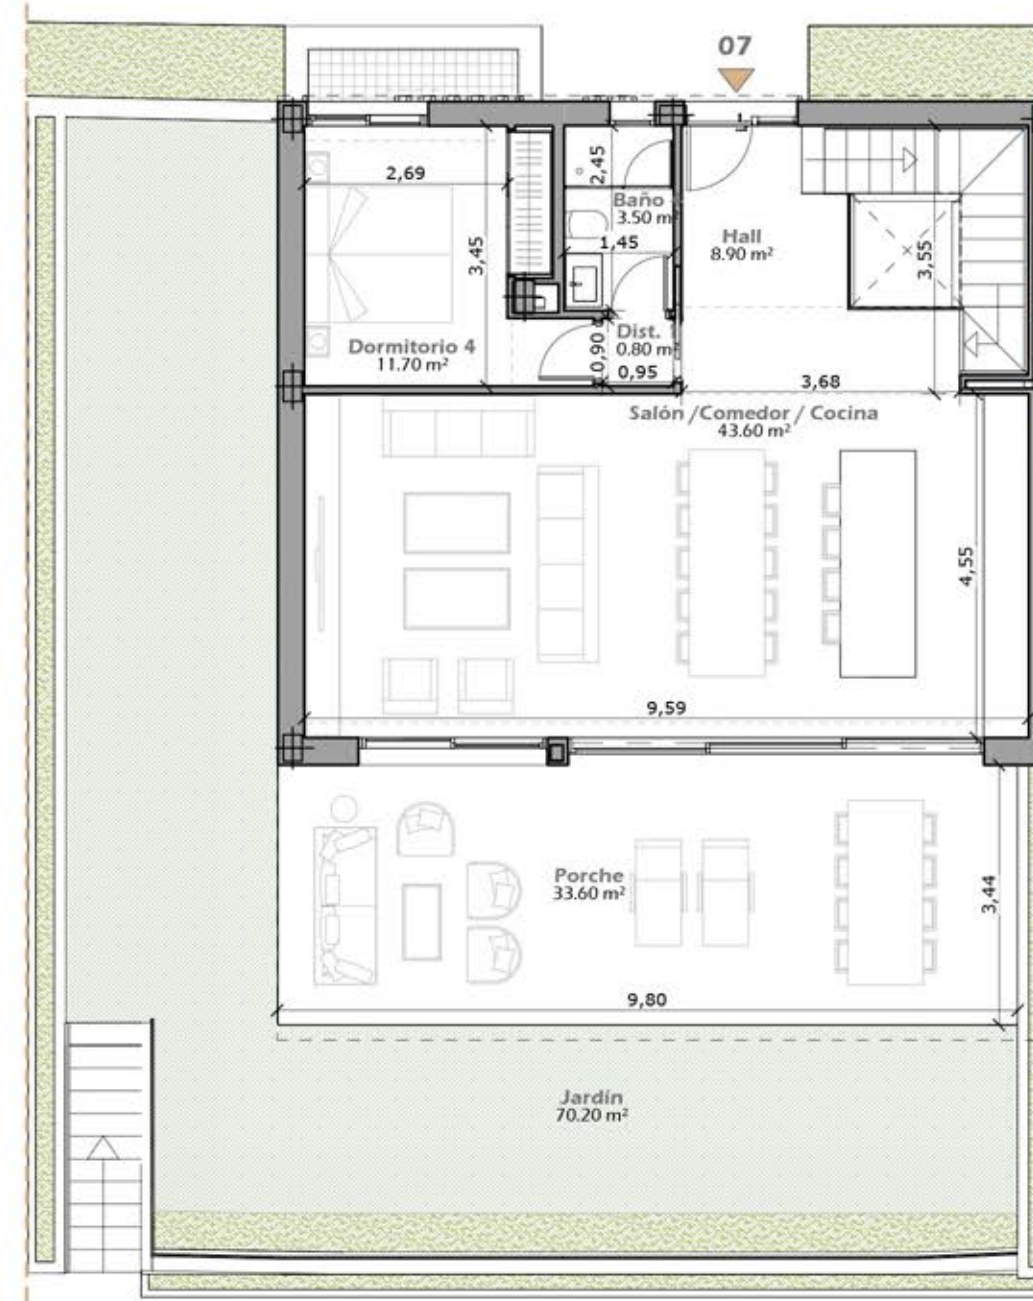 07
2,69
2,45
Baño
3.50 m²
1,45
Hall
8.90 m²
3,55
3,45
Dormitorio 4
11.70 m²
Dist.
0.80 m²
0,90
0,95
3,68
Salón /Comedor / Cocina
43.60 m²
4,55
9,59
Porche
33.60 m²
3,44
9,80
Jardín
70.20 m²